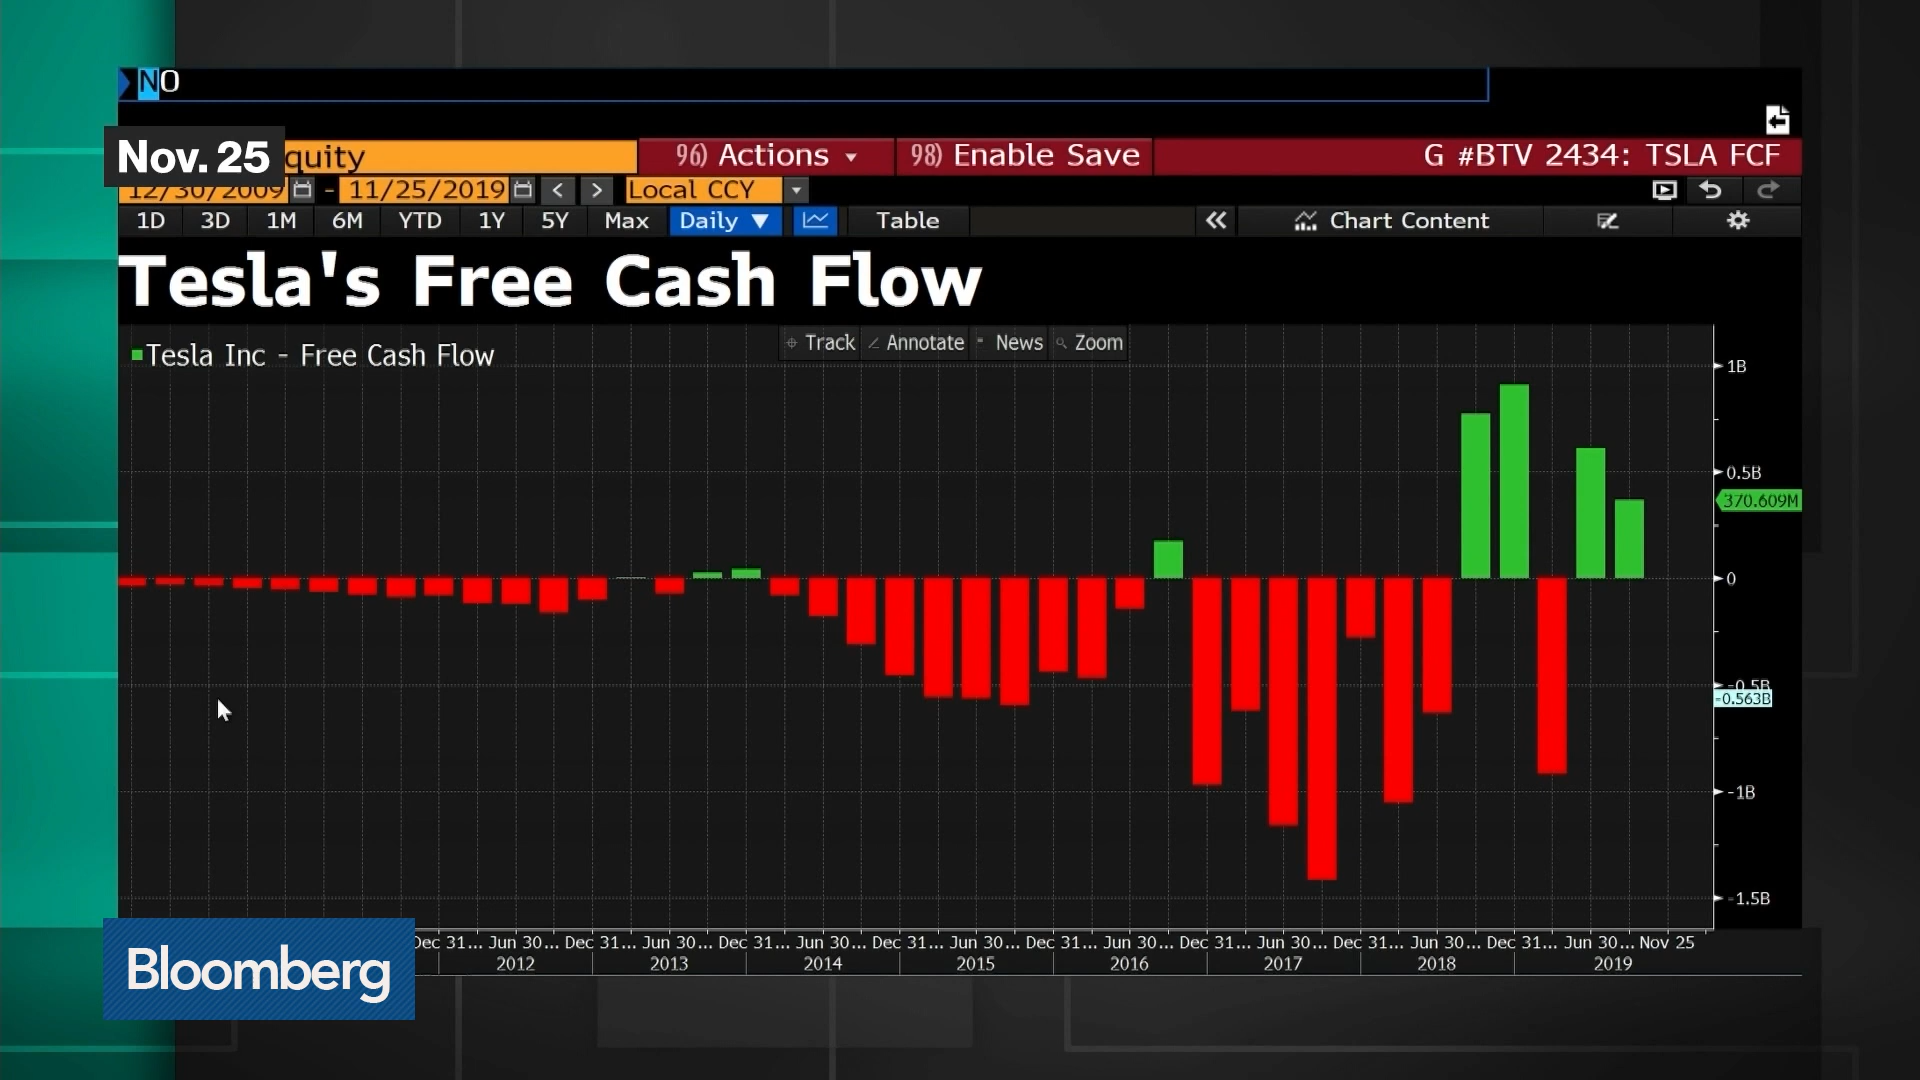 NO
Nov. 25
quity 96) Actions 98) Enable Save G #BTV 2434: TSLA FCF
12/30/2009 - 11/25/2019 < > Local CCY
1D 3D 1M 6M YTD 1Y 5Y Max Daily ▼ Table « Chart Content
Tesla's Free Cash Flow
Track Annotate News Zoom
Tesla Inc - Free Cash Flow
1B
0.5B
370.609M
0
-0.5B
-0.563B
-1B
-1.5B
Dec 31... Jun 30... Dec 31... Jun 30... Dec 31... Jun 30... Dec 31... Jun 30... Dec 31... Jun 30... Dec 31... Jun 30... Dec 31... Jun 30... Dec 31... Jun 30... Nov 25
2012 2013 2014 2015 2016 2017 2018 2019
Bloomberg